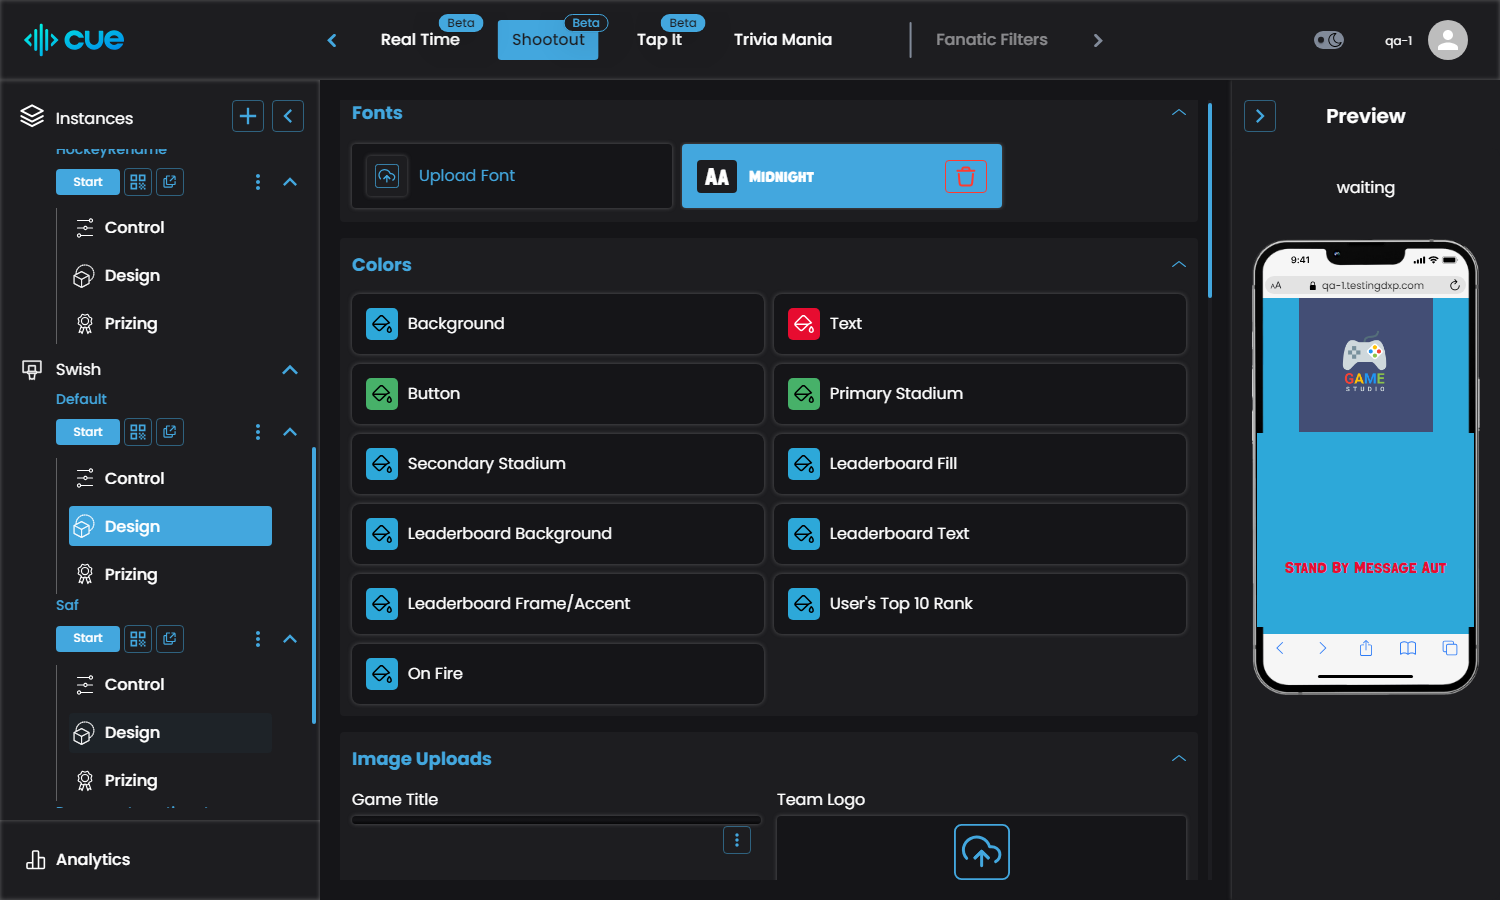 cue
Real Time
Beta
Shootout
Beta
Tap It
Beta
Trivia Mania
Fanatic Filters
qa-1
Instances
HockeyRename
Start
Control
Design
Prizing
Swish
Default
Start
Control
Design
Prizing
Saf
Start
Control
Design
Prizing
Analytics
Fonts
Upload Font
AA
Midnight
Colors
Background
Text
Button
Primary Stadium
Secondary Stadium
Leaderboard Fill
Leaderboard Background
Leaderboard Text
Leaderboard Frame/Accent
User's Top 10 Rank
On Fire
Image Uploads
Game Title
Team Logo
Preview
waiting
9:41
AA
qa-1.testingdxp.com
GAME
STUDIO
Stand By Message Aut